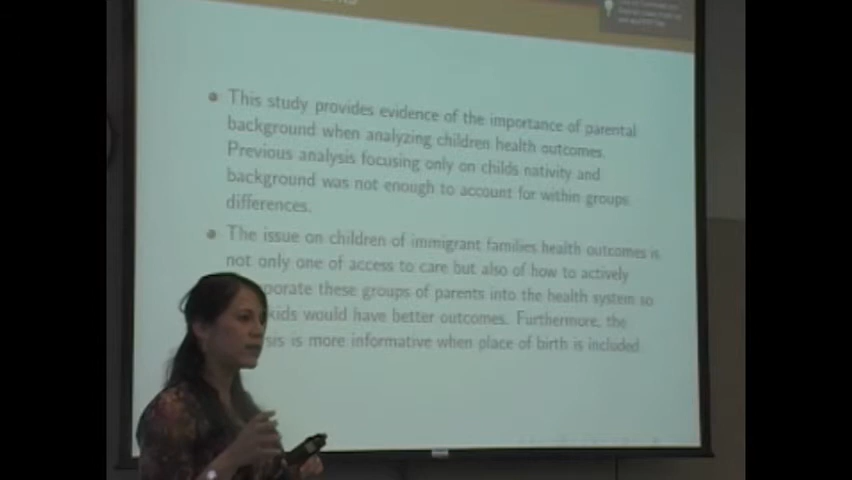 This study provides evidence of the importance of parental
background when analyzing children health outcomes.
Previous analysis focusing only on childs nativity and
background was not enough to account for within groups
differences.
The issue on children of immigrant families health outcomes is
not only one of access to care but also of how to actively
porate these groups of parents into the health system so
kids would have better outcomes. Furthermore, the
sis is more informative when place of birth is included.